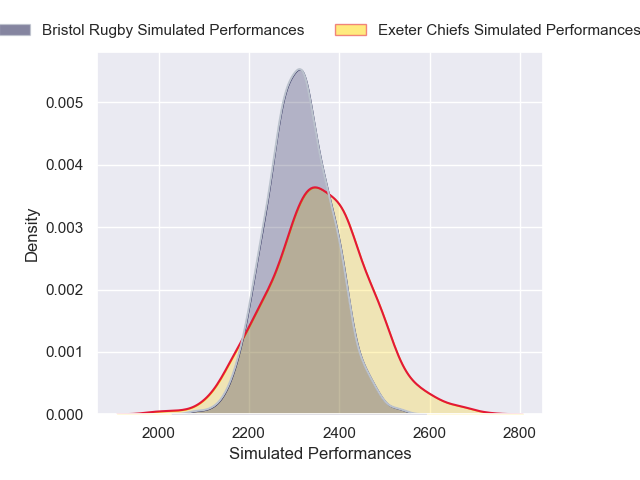 Bristol Rugby Simulated Performances
Exeter Chiefs Simulated Performances
Density
0.005
0.004
0.003
0.002
0.001
0.000
2000
2200
2400
2600
2800
Simulated Performances